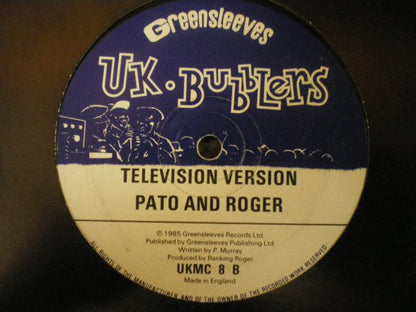 Greensleeves
UK • BUBBLERS
TELEVISION VERSION
PATO AND ROGER
℗ 1985 Greensleeves Records Ltd.
Published by Greensleeves Publishing Ltd.
Written by P. Murray
Produced by Ranking Roger
UKMC 8 B
Made in England
ALL RIGHTS OF THE MANUFACTURER AND OF THE OWNER OF THE RECORDED WORK RESERVED